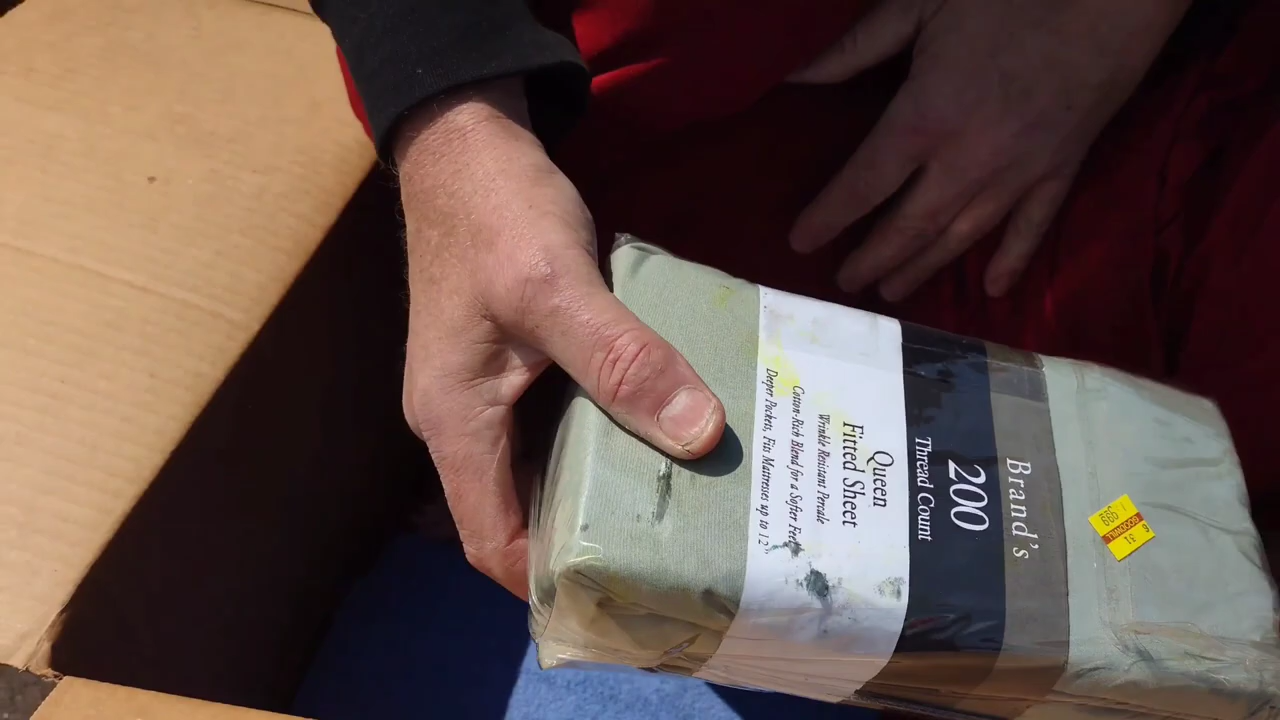 Brand's
200
Thread Count
Queen
Fitted Sheet
Wrinkle Resistant Percale
Cotton-Rich Blend for a Softer Feel
Deeper Pockets, Fits Mattresses up to 12"
GOODWILL